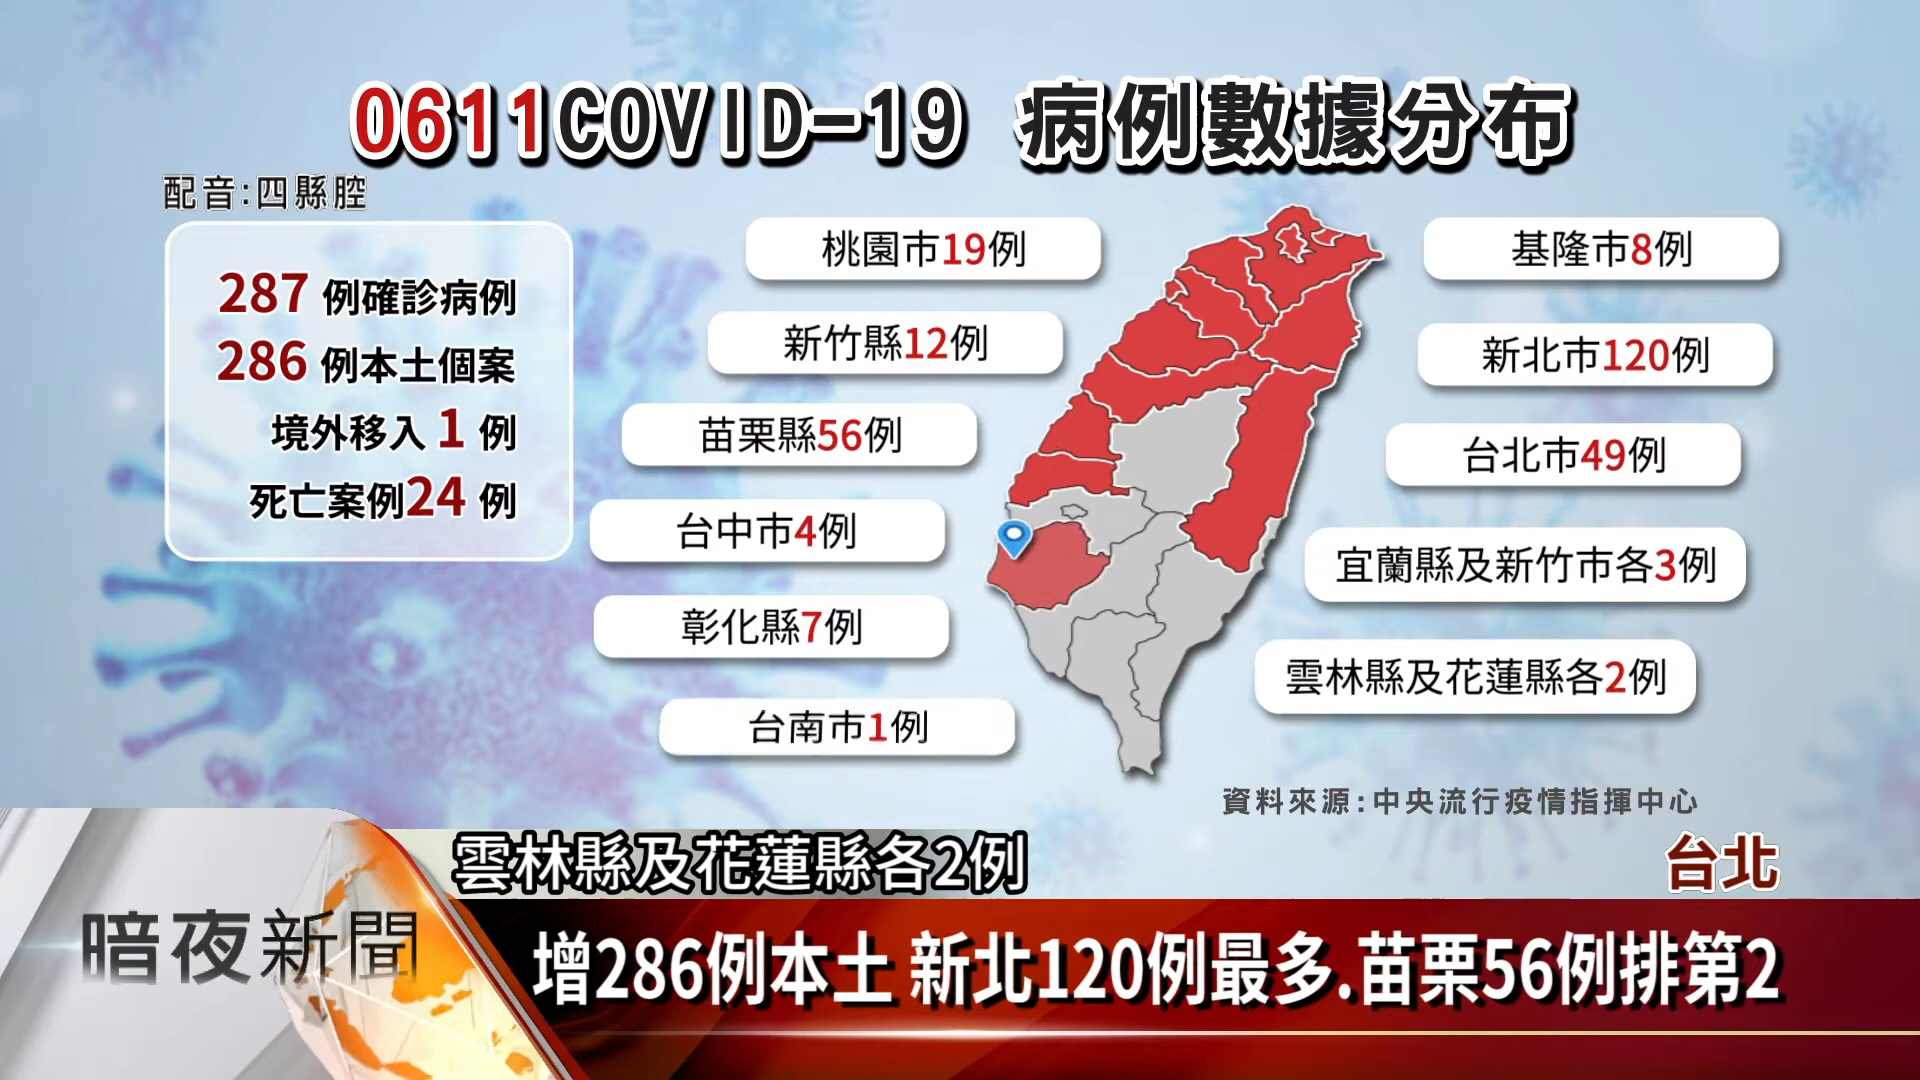 0611COVID-19 病例數據分布
配音:四縣腔
287 例確診病例
286 例本土個案
境外移入 1 例
死亡案例24 例
桃園市19例
新竹縣12例
苗栗縣56例
台中市4例
彰化縣7例
台南市1例
基隆市8例
新北市120例
台北市49例
宜蘭縣及新竹市各3例
雲林縣及花蓮縣各2例
資料來源:中央流行疫情指揮中心
雲林縣及花蓮縣各2例
台北
暗夜新聞
增286例本土 新北120例最多.苗栗56例排第2